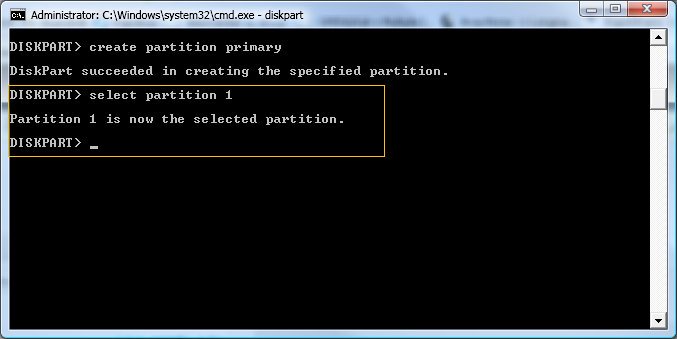 Administrator: C:\Windows\system32\cmd.exe - diskpart
DISKPART> create partition primary
DiskPart succeeded in creating the specified partition.
DISKPART> select partition 1
Partition 1 is now the selected partition.
DISKPART> _